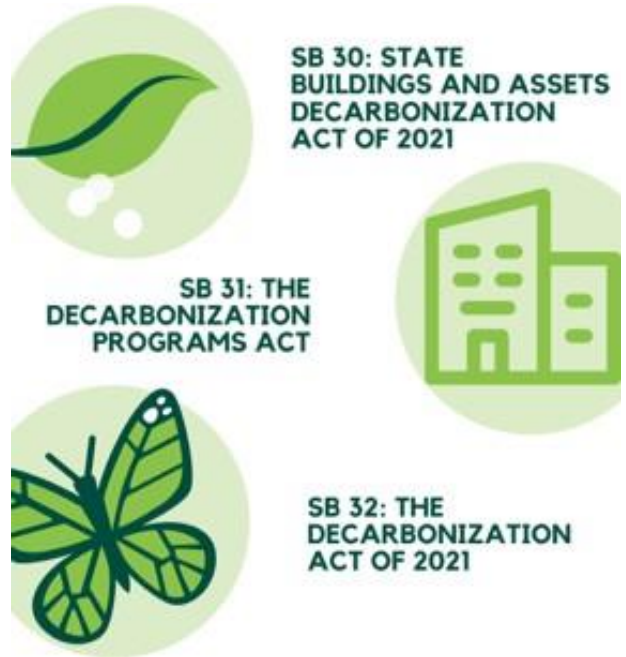 SB 30: STATE
BUILDINGS AND ASSETS
DECARBONIZATION
ACT OF 2021
SB 31: THE
DECARBONIZATION
PROGRAMS ACT
SB 32: THE
DECARBONIZATION
ACT OF 2021